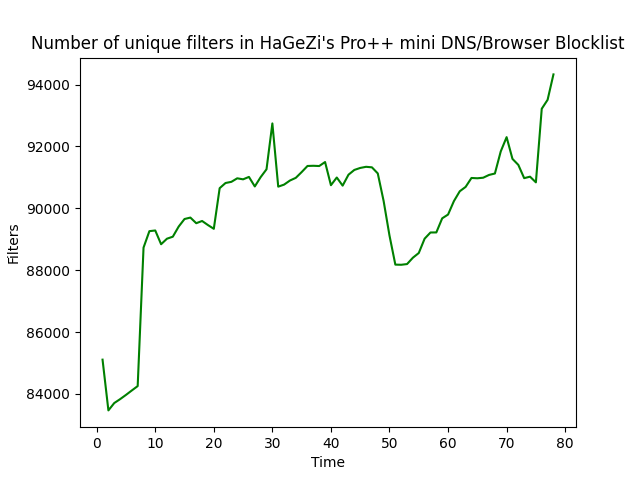 Number of unique filters in HaGeZi's Pro++ mini DNS/Browser Blocklist
94000
92000
90000
88000
86000
84000
Filters
0 10 20 30 40 50 60 70 80
Time